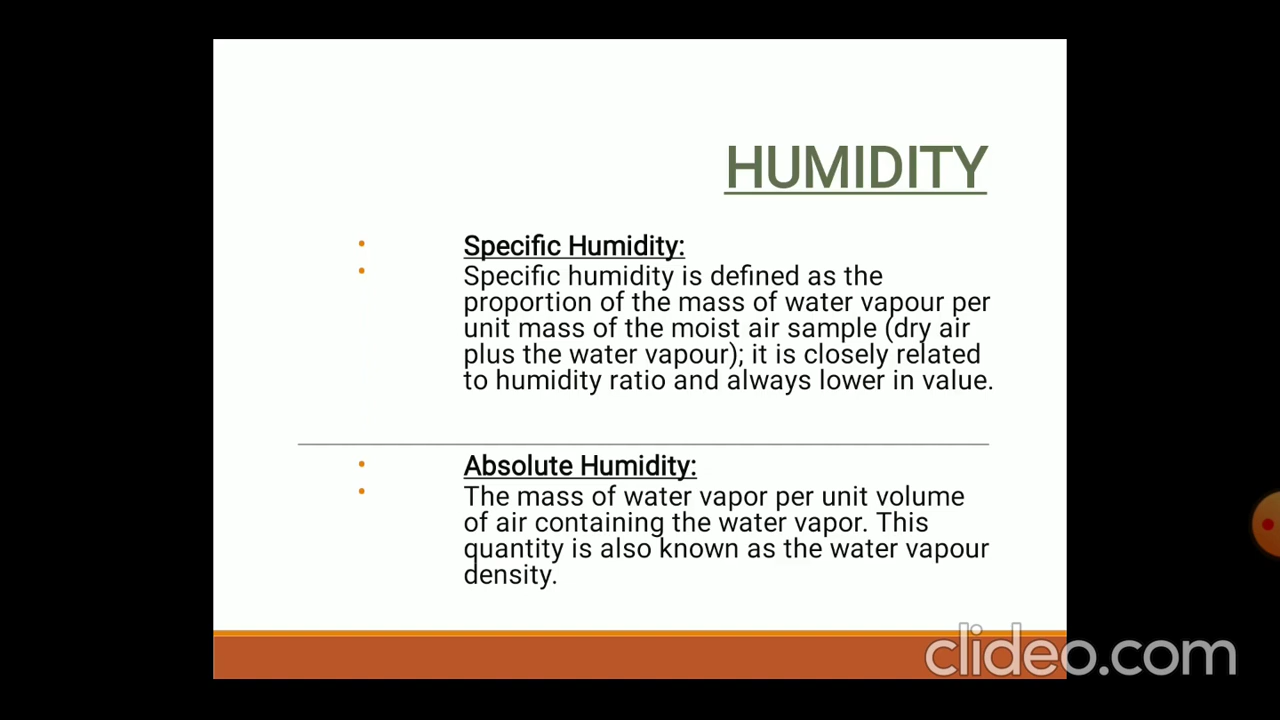 HUMIDITY
• Specific Humidity:
• Specific humidity is defined as the
proportion of the mass of water vapour per
unit mass of the moist air sample (dry air
plus the water vapour); it is closely related
to humidity ratio and always lower in value.
• Absolute Humidity:
• The mass of water vapor per unit volume
of air containing the water vapor. This
quantity is also known as the water vapour
density.
clideo.com